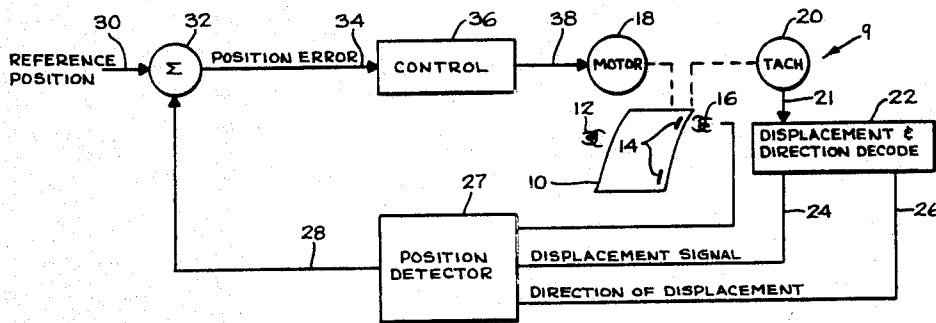 30
32
34
36
38
18
20
9
REFERENCE
POSITION
Σ
POSITION ERROR
CONTROL
MOTOR
TACH
12
16
21
22
14
DISPLACEMENT &
DIRECTION DECODE
10
27
24
26
28
POSITION
DETECTOR
DISPLACEMENT SIGNAL
DIRECTION OF DISPLACEMENT